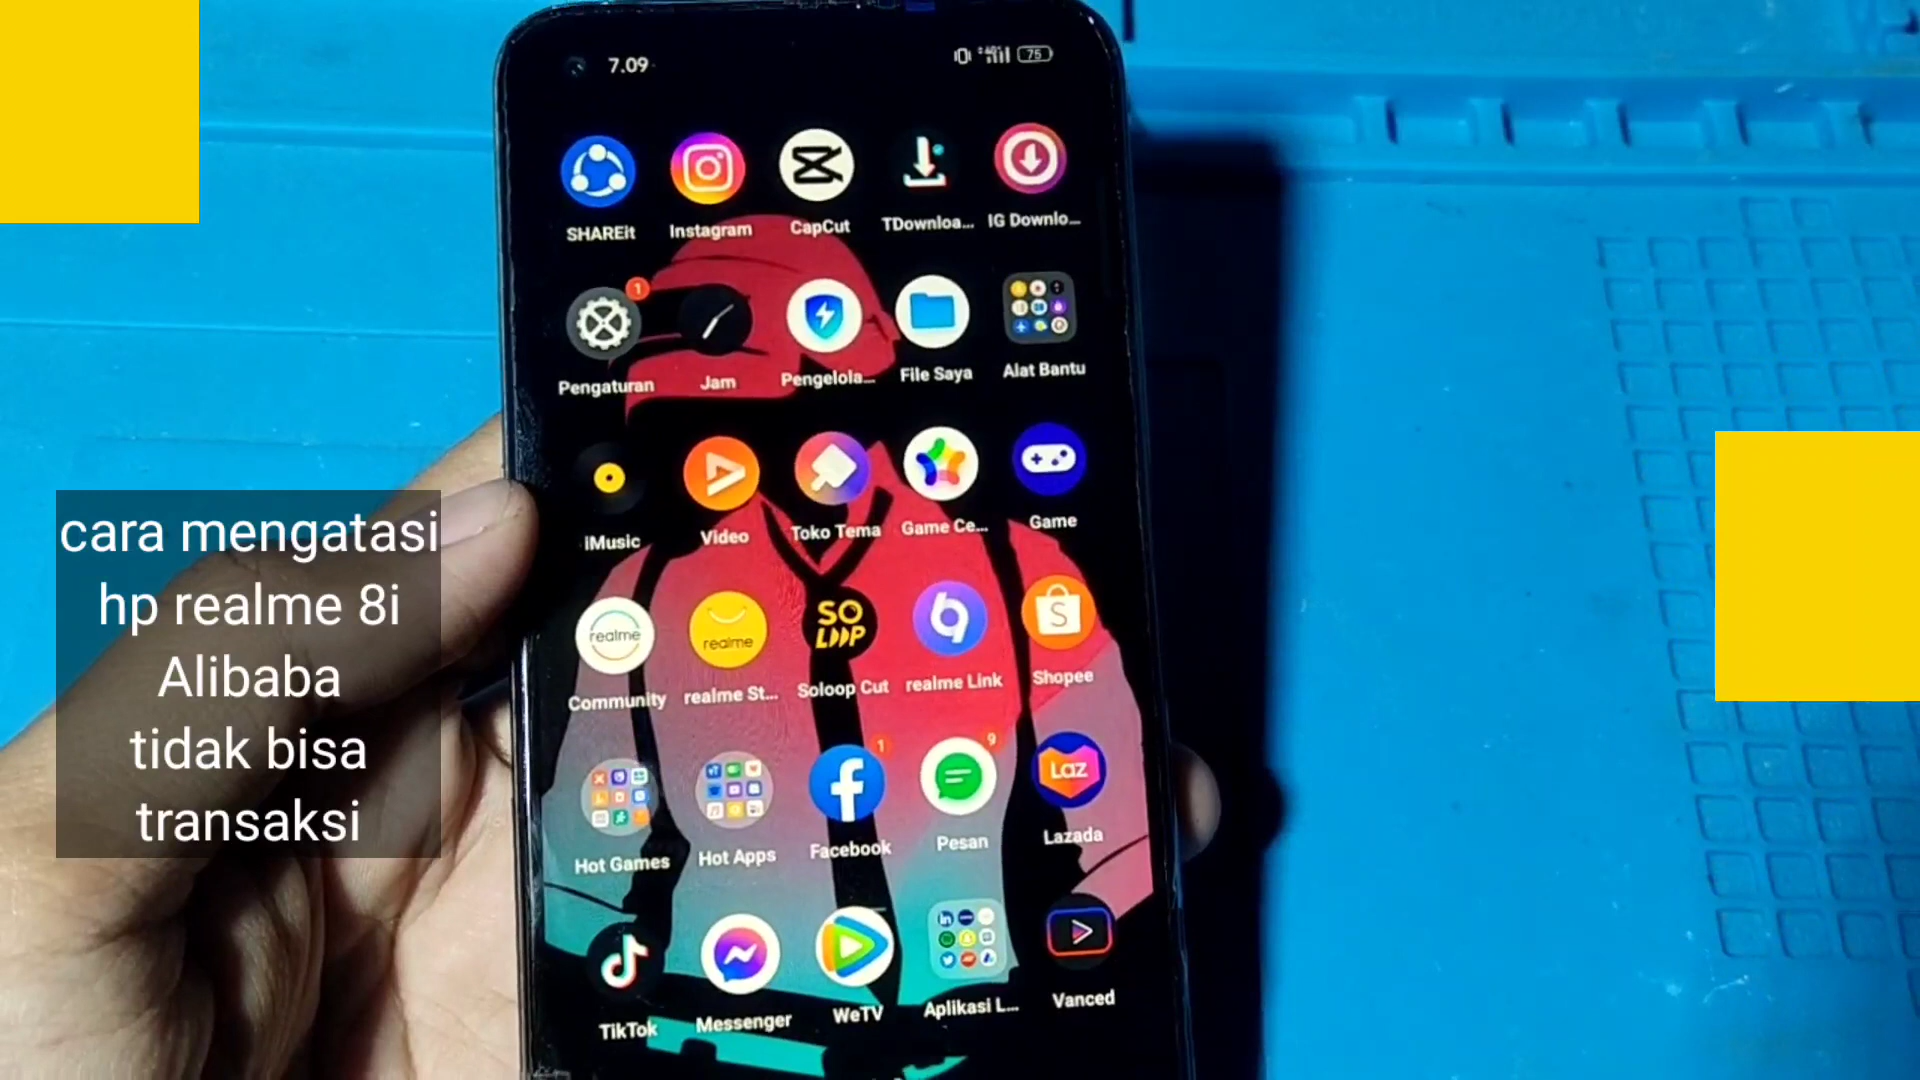 7.09
75
SHAREit
Instagram
CapCut
TDownloa...
IG Downlo...
1
Pengaturan
Jam
Pengelola...
File Saya
Alat Bantu
iMusic
Video
Toko Tema
Game Ce...
Game
realme
realme
SO
LOOP
S
Community
realme St...
Soloop Cut
realme Link
Shopee
1
9
Laz
Hot Games
Hot Apps
Facebook
Pesan
Lazada
TikTok
Messenger
WeTV
Aplikasi L...
Vanced
cara mengatasi
hp realme 8i
Alibaba
tidak bisa
transaksi